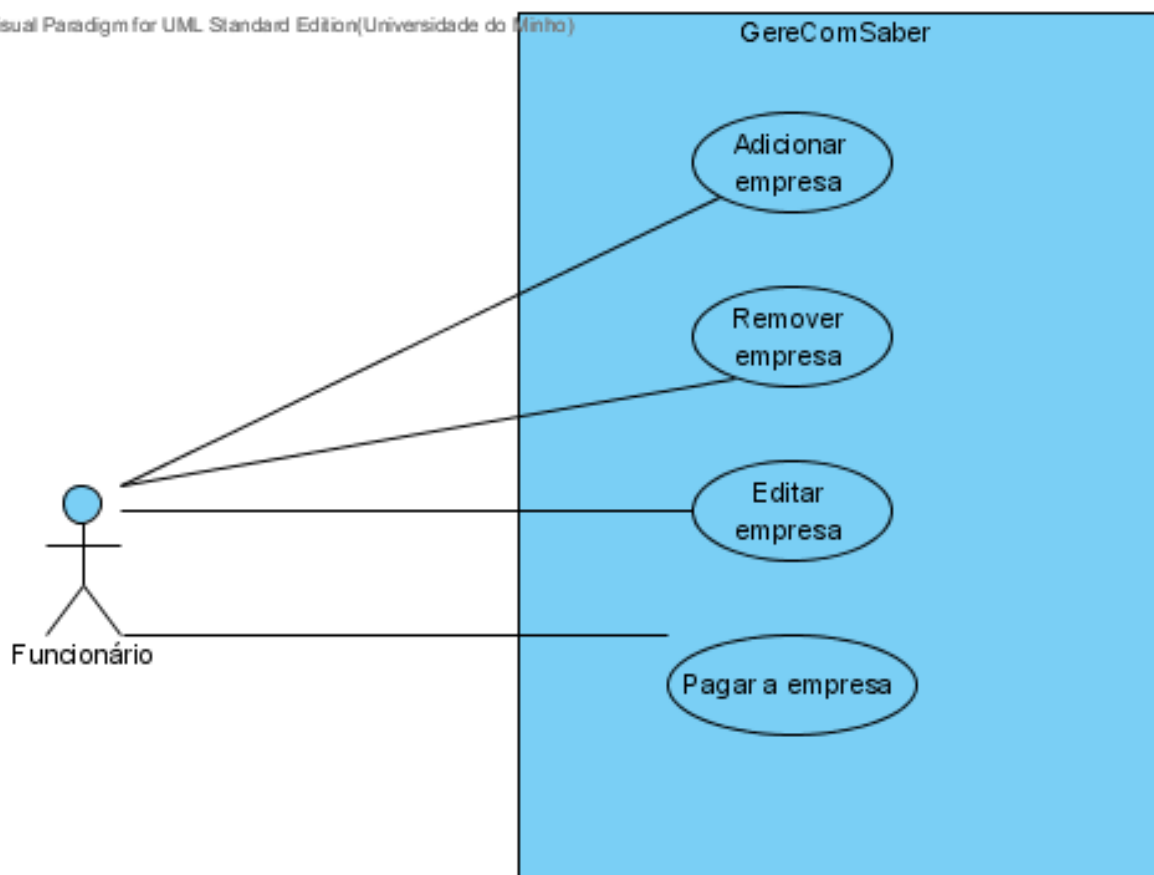 sual Paradigm for UML Standard Edition(Universidade do Minho)
GereComSaber
Adicionar
empresa
Remover
empresa
Editar
empresa
Pagar a empresa
Funcionário